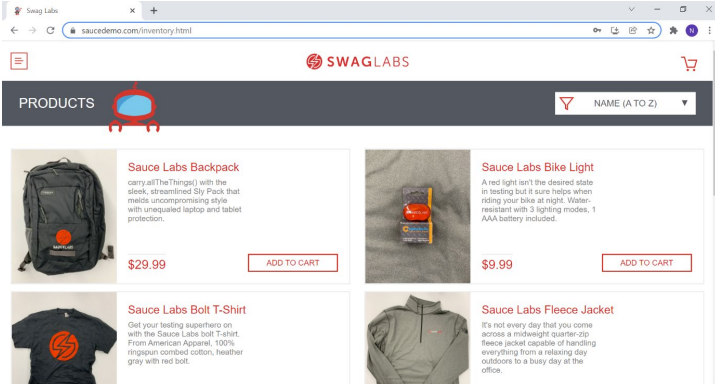 Swag Labs
saucedemo.com/inventory.html
N
SWAGLABS
PRODUCTS
NAME (A TO Z)
Sauce Labs Backpack
carry.allTheThings() with the
sleek, streamlined Sly Pack that
melds uncompromising style
with unequaled laptop and tablet
protection.
$29.99
ADD TO CART
Sauce Labs Bike Light
A red light isn't the desired state
in testing but it sure helps when
riding your bike at night. Water-
resistant with 3 lighting modes, 1
AAA battery included.
$9.99
ADD TO CART
Sauce Labs Bolt T-Shirt
Get your testing superhero on
with the Sauce Labs bolt T-shirt.
From American Apparel, 100%
ringspun combed cotton, heather
gray with red bolt.
Sauce Labs Fleece Jacket
It's not every day that you come
across a midweight quarter-zip
fleece jacket capable of handling
everything from a relaxing day
outdoors to a busy day at the
office.